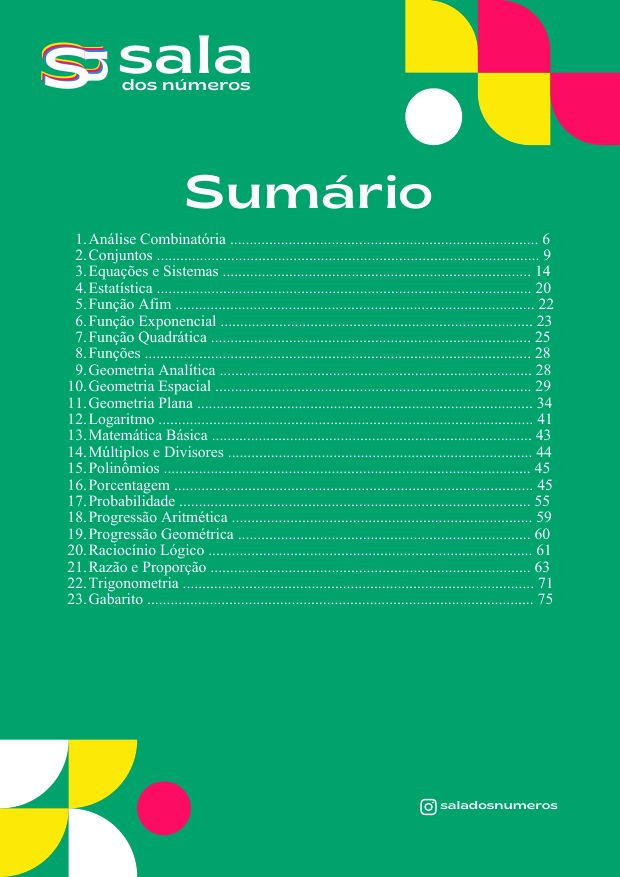 sala
dos números
Sumário
1. Análise Combinatória ............................................................................... 6
2. Conjuntos .................................................................................................. 9
3. Equações e Sistemas ............................................................................... 14
4. Estatística ................................................................................................ 20
5. Função Afim ............................................................................................ 22
6. Função Exponencial ................................................................................ 23
7. Função Quadrática .................................................................................. 25
8. Funções ................................................................................................... 28
9. Geometria Analítica ................................................................................ 28
10. Geometria Espacial ................................................................................. 29
11. Geometria Plana ...................................................................................... 34
12. Logaritmo ................................................................................................ 41
13. Matemática Básica .................................................................................. 43
14. Múltiplos e Divisores .............................................................................. 44
15. Polinômios .............................................................................................. 45
16. Porcentagem ............................................................................................ 45
17. Probabilidade .......................................................................................... 55
18. Progressão Aritmética ............................................................................. 59
19. Progressão Geométrica ........................................................................... 60
20. Raciocínio Lógico ................................................................................... 61
21. Razão e Proporção .................................................................................. 63
22. Trigonometria ......................................................................................... 71
23. Gabarito ................................................................................................... 75
saladosnumeros